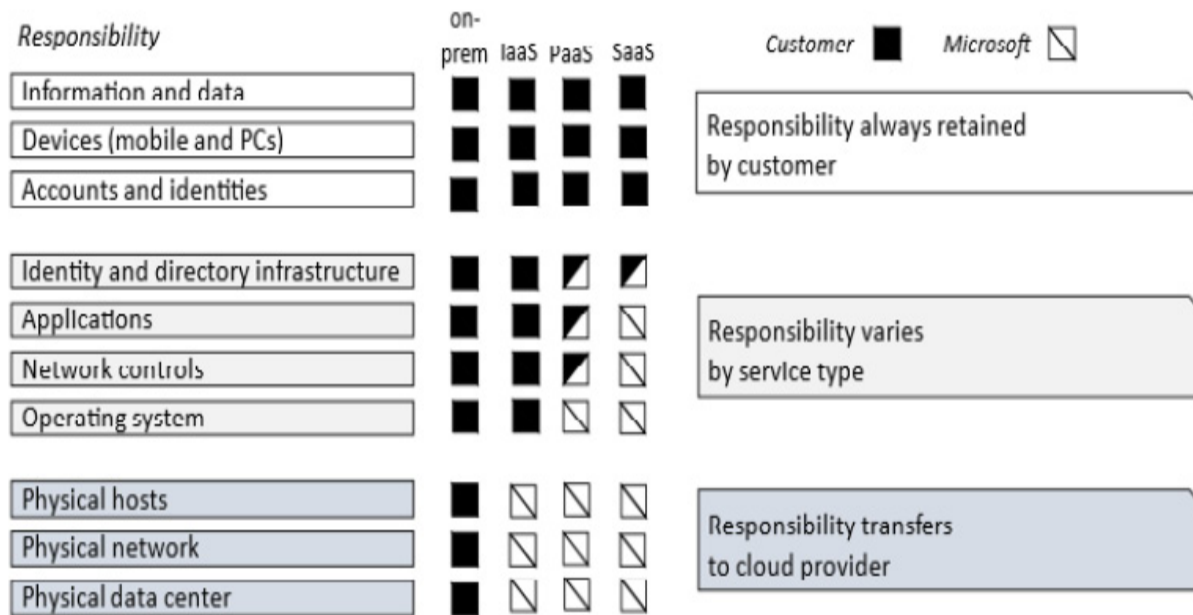 Responsibility
on-
prem IaaS PaaS SaaS
Customer Microsoft
Information and data
Devices (mobile and PCs)
Accounts and identities
Responsibility always retained
by customer
Identity and directory infrastructure
Applications
Network controls
Operating system
Responsibility varies
by service type
Physical hosts
Physical network
Physical data center
Responsibility transfers
to cloud provider